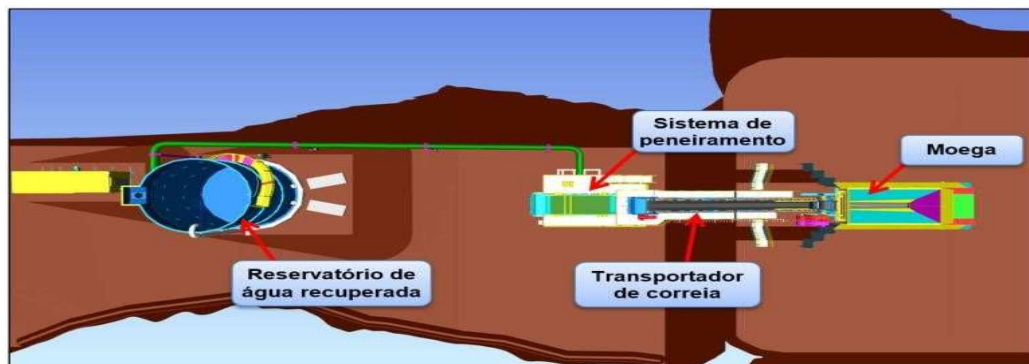 Sistema de
peneiramento
Moega
Reservatório de
água recuperada
Transportador
de correia